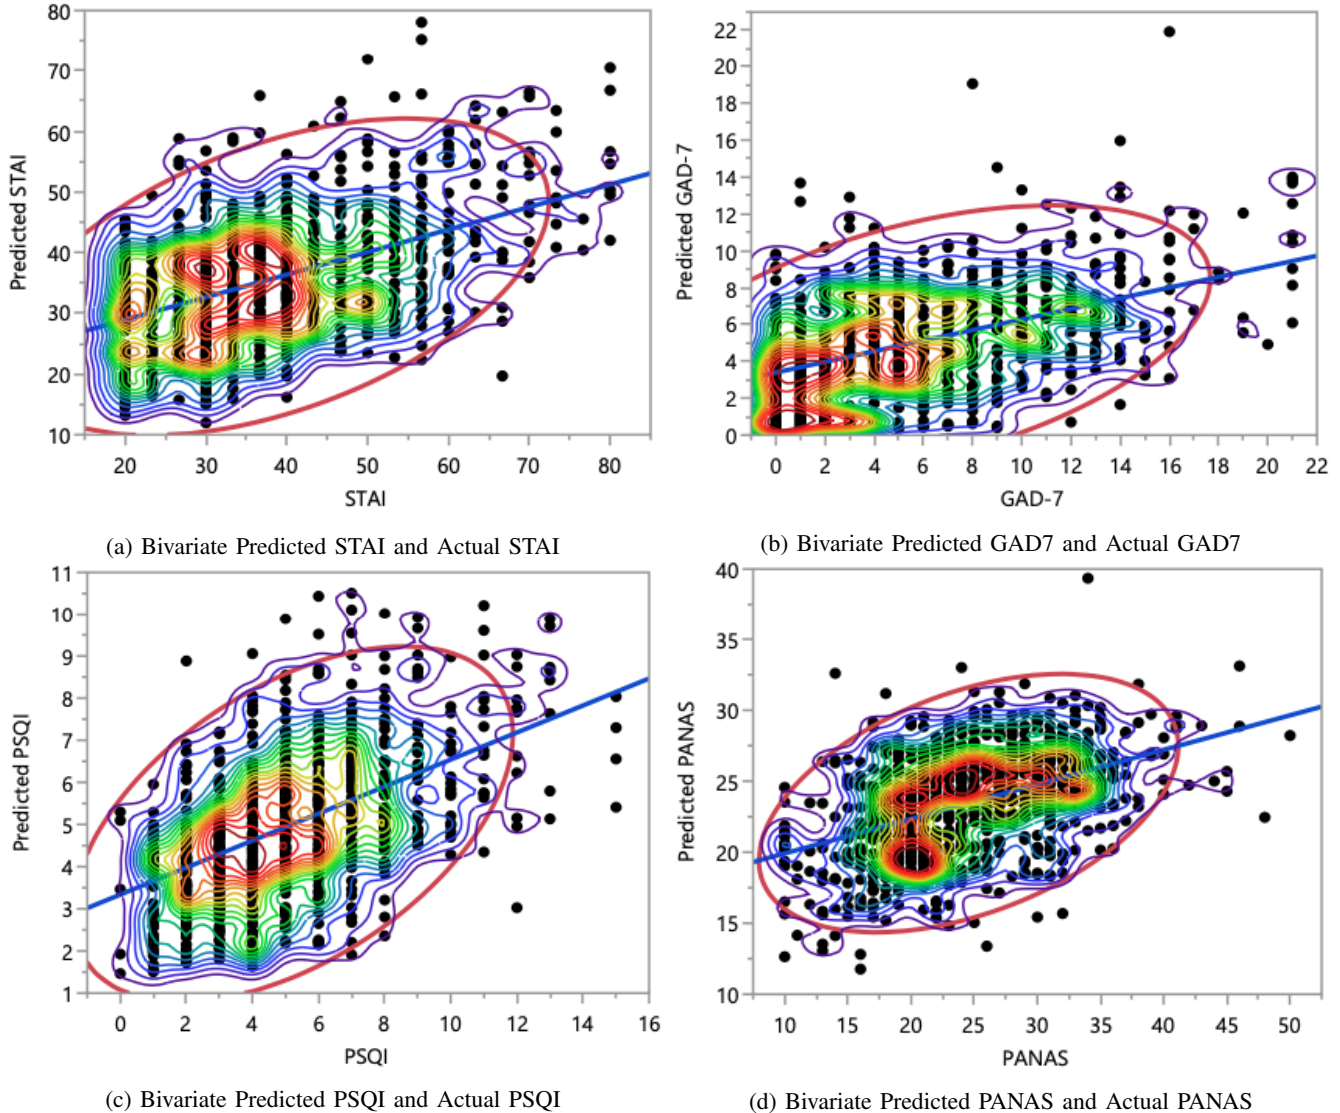 80
70
60
50
40
30
20
10
Predicted STAI
20 30 40 50 60 70 80
STAI
(a) Bivariate Predicted STAI and Actual STAI
22
20
18
16
14
12
10
8
6
4
2
0
Predicted GAD-7
0 2 4 6 8 10 12 14 16 18 20 22
GAD-7
(b) Bivariate Predicted GAD7 and Actual GAD7
11
10
9
8
7
6
5
4
3
2
1
Predicted PSQI
0 2 4 6 8 10 12 14 16
PSQI
(c) Bivariate Predicted PSQI and Actual PSQI
40
35
30
25
20
15
10
Predicted PANAS
10 15 20 25 30 35 40 45 50
PANAS
(d) Bivariate Predicted PANAS and Actual PANAS